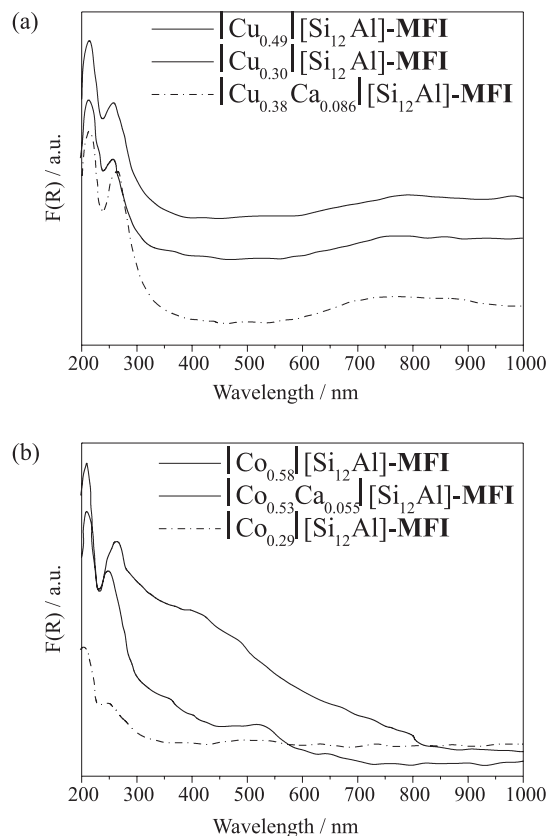 (a)
|Cu0.49|[Si12Al]-MFI
|Cu0.30|[Si12Al]-MFI
|Cu0.38Ca0.086|[Si12Al]-MFI
F(R) / a.u.
200 300 400 500 600 700 800 900 1000
Wavelength / nm
(b)
|Co0.58|[Si12Al]-MFI
|Co0.53Ca0.055|[Si12Al]-MFI
|Co0.29|[Si12Al]-MFI
F(R) / a.u.
200 300 400 500 600 700 800 900 1000
Wavelength / nm